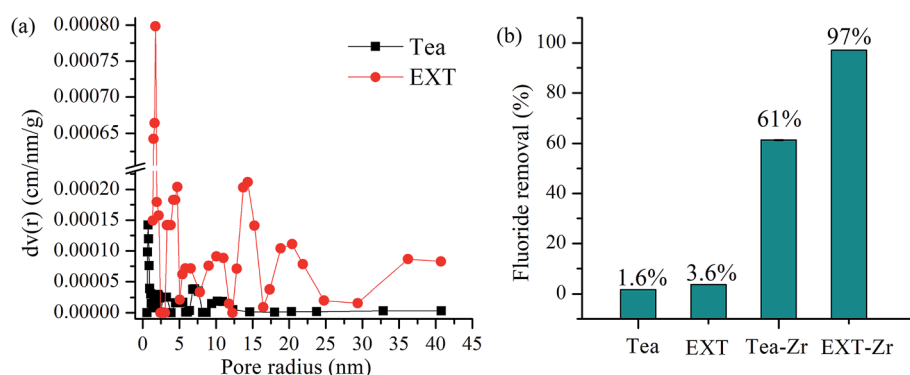 (a)
0.00080
0.00075
0.00070
0.00065
0.00020
0.00015
0.00010
0.00005
0.00000
dv(r) (cm/nm/g)
Tea
EXT
0 5 10 15 20 25 30 35 40 45
Pore radius (nm)
(b)
100
80
60
40
20
0
Fluoride removal (%)
1.6%
3.6%
61%
97%
Tea EXT Tea-Zr EXT-Zr